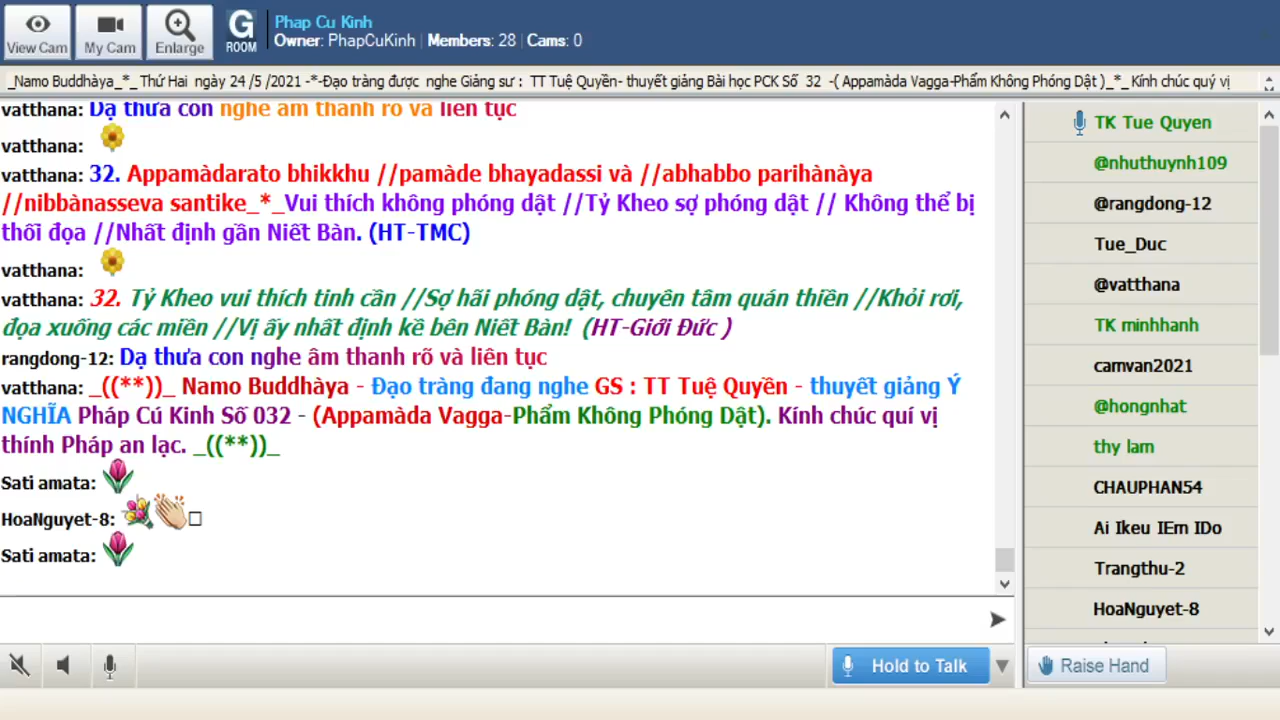 View Cam
My Cam
Enlarge
G
ROOM
Phap Cu Kinh
Owner: PhapCuKinh | Members: 28 | Cams: 0
_Namo Buddhàya_*_ Thứ Hai ngày 24 /5 /2021 -*-Đạo tràng được nghe Giảng sư : TT Tuệ Quyền- thuyết giảng Bài học PCK Số 32 -( Appamàda Vagga-Phẩm Không Phóng Dật )_*_ Kính chúc quý vị
vatthana: Dạ thưa con nghe âm thanh rõ và liên tục
vatthana:
vatthana: 32. Appamàdarato bhikkhu //pamàde bhayadassi và //abhabbo parihànàya
//nibbànasseva santike_*_Vui thích không phóng dật //Tỷ Kheo sợ phóng dật // Không thể bị
thối đọa //Nhất định gần Niết Bàn. (HT-TMC)
vatthana:
vatthana: 32. Tỷ Kheo vui thích tinh cần //Sợ hãi phóng dật, chuyên tâm quán thiền //Khỏi rơi,
đọa xuống các miền //Vị ấy nhất định kề bên Niết Bàn! (HT-Giới Đức )
rangdong-12: Dạ thưa con nghe âm thanh rõ và liên tục
vatthana: _((**))_ Namo Buddhàya - Đạo tràng đang nghe GS : TT Tuệ Quyền - thuyết giảng Ý
NGHĨA Pháp Cú Kinh Số 032 - (Appamàda Vagga-Phẩm Không Phóng Dật). Kính chúc quí vị
thính Pháp an lạc. _((**))_
Sati amata:
HoaNguyet-8:
Sati amata:
Hold to Talk
TK Tue Quyen
@nhuthuynh109
@rangdong-12
Tue_Duc
@vatthana
TK minhhanh
camvan2021
@hongnhat
thy lam
CHAUPHAN54
Ai Ikeu IEm IDo
Trangthu-2
HoaNguyet-8
Raise Hand